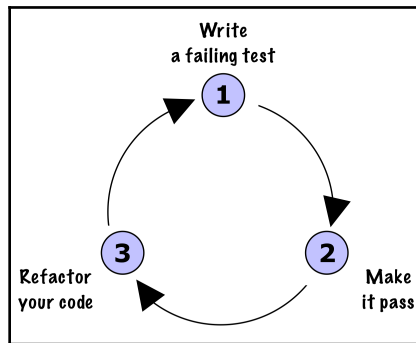 Write
a failing test
1
2
Make
it pass
3
Refactor
your code